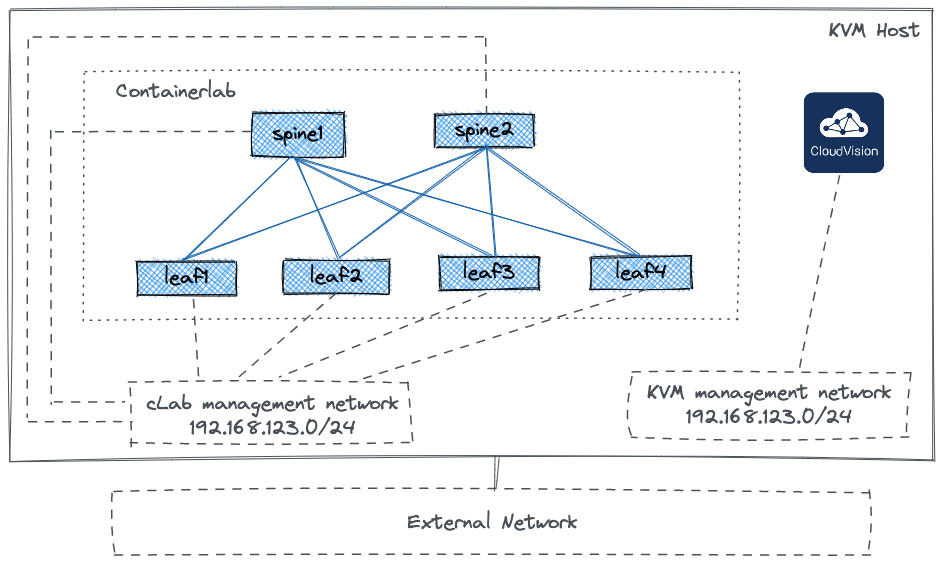 KVM Host
Containerlab
spine1
spine2
CloudVision
leaf1
leaf2
leaf3
leaf4
cLab management network
192.168.123.0/24
KVM management network
192.168.123.0/24
External Network